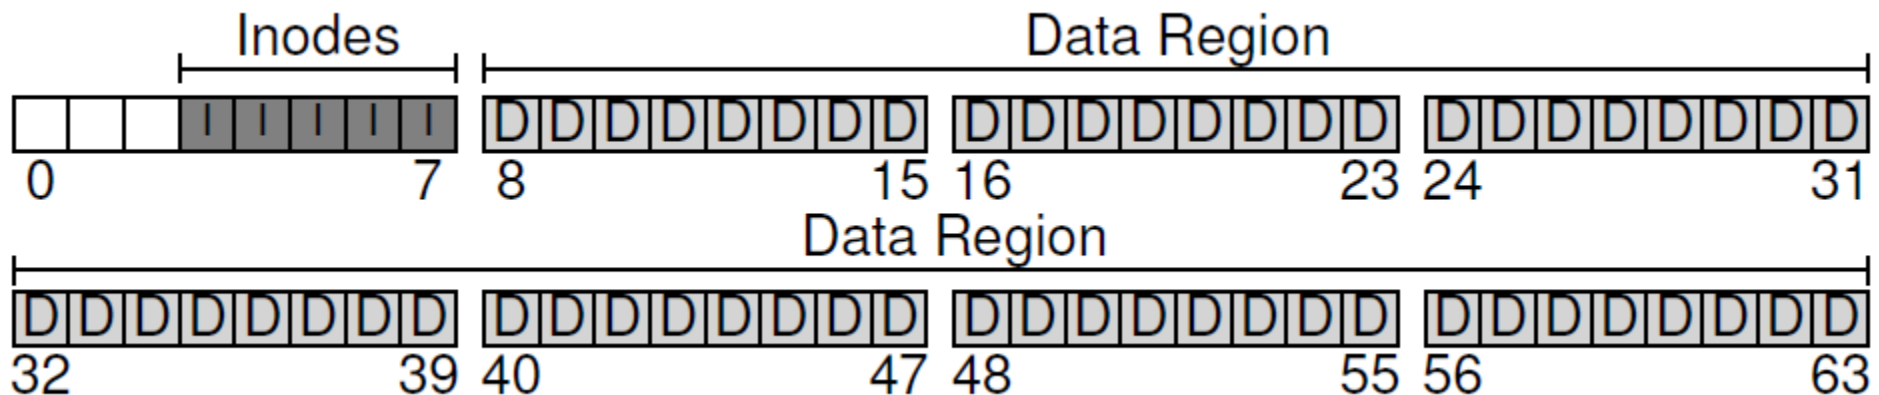 Inodes Data Region
I I I I I D D D D D D D D D D D D D D D D D D D D D D D D
0 7 8 15 16 23 24 31
Data Region
D D D D D D D D D D D D D D D D D D D D D D D D D D D D D D D D
32 39 40 47 48 55 56 63